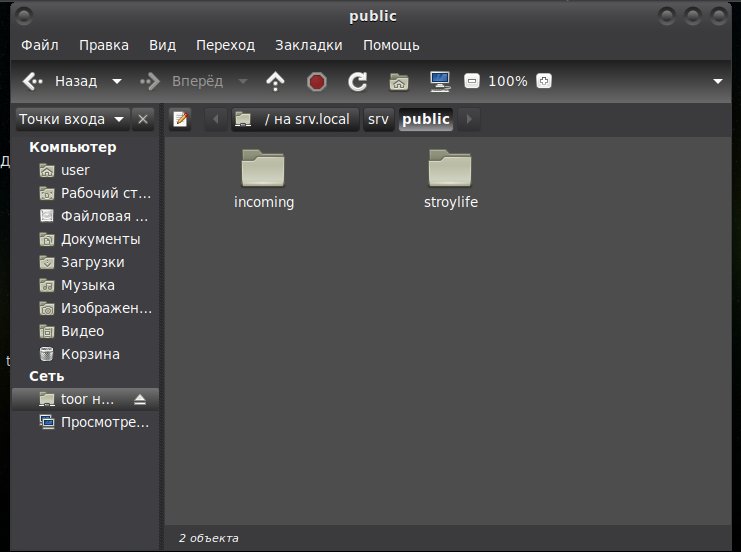 public
Файл Правка Вид Переход Закладки Помощь
Назад Вперёд 100%
Точки входа / на srv.local srv public
Компьютер
user
Рабочий ст...
Файловая ...
Документы
Загрузки
Музыка
Изображен...
Видео
Корзина
Сеть
toor н...
Просмотре...
incoming stroylife
2 объекта
Д
t